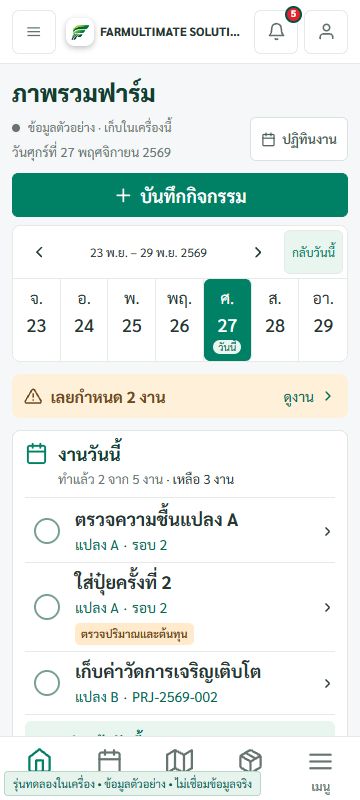 FARMULTIMATE SOLUTI...
5
ภาพรวมฟาร์ม
ข้อมูลตัวอย่าง · เก็บในเครื่องนี้
วันศุกร์ที่ 27 พฤศจิกายน 2569
ปฏิทินงาน
+ บันทึกกิจกรรม
23 พ.ย. – 29 พ.ย. 2569
กลับวันนี้
จ. อ. พ. พฤ. ศ. ส. อา.
23 24 25 26 27 28 29
วันนี้
เลยกำหนด 2 งาน
ดูงาน
งานวันนี้
ทำแล้ว 2 จาก 5 งาน · เหลือ 3 งาน
ตรวจความชื้นแปลง A
แปลง A · รอบ 2
ใส่ปุ๋ยครั้งที่ 2
แปลง A · รอบ 2
ตรวจปริมาณและต้นทุน
เก็บค่าวัดการเจริญเติบโต
แปลง B · PRJ-2569-002
รุ่นทดลองในเครื่อง • ข้อมูลตัวอย่าง • ไม่เชื่อมข้อมูลจริง
เมนู